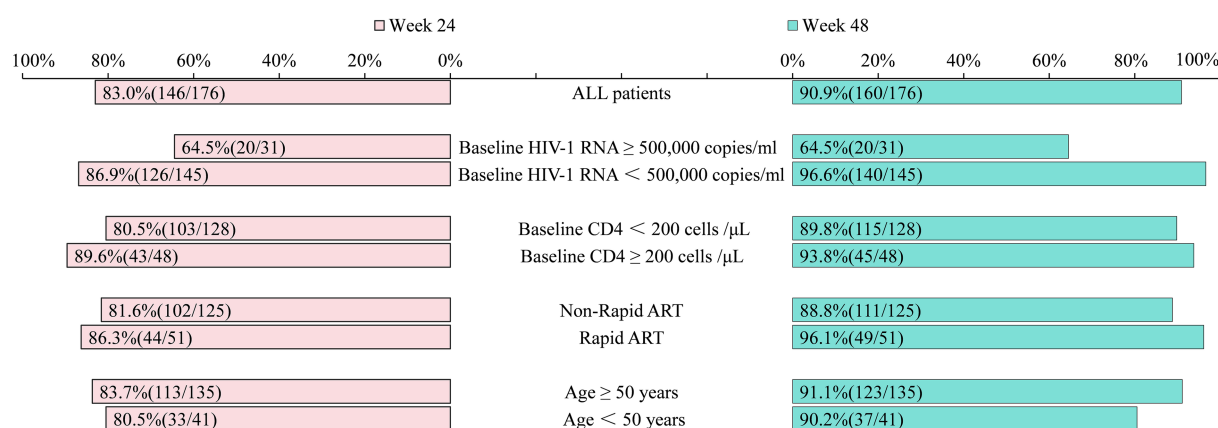 Week 24 Week 48
100% 80% 60% 40% 20% 0% 0% 20% 40% 60% 80% 100%
83.0%(146/176) ALL patients 90.9%(160/176)
64.5%(20/31) Baseline HIV-1 RNA ≥ 500,000 copies/ml 64.5%(20/31)
86.9%(126/145) Baseline HIV-1 RNA < 500,000 copies/ml 96.6%(140/145)
80.5%(103/128) Baseline CD4 < 200 cells /μL 89.8%(115/128)
89.6%(43/48) Baseline CD4 ≥ 200 cells /μL 93.8%(45/48)
81.6%(102/125) Non-Rapid ART 88.8%(111/125)
86.3%(44/51) Rapid ART 96.1%(49/51)
83.7%(113/135) Age ≥ 50 years 91.1%(123/135)
80.5%(33/41) Age < 50 years 90.2%(37/41)